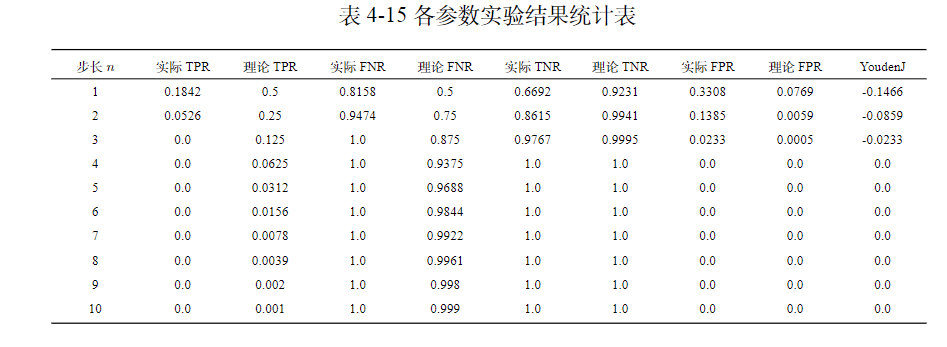 表 4-15 各参数实验结果统计表
步长 n 实际 TPR 理论 TPR 实际 FNR 理论 FNR 实际 TNR 理论 TNR 实际 FPR 理论 FPR YoudenJ
1 0.1842 0.5 0.8158 0.5 0.6692 0.9231 0.3308 0.0769 -0.1466
2 0.0526 0.25 0.9474 0.75 0.8615 0.9941 0.1385 0.0059 -0.0859
3 0.0 0.125 1.0 0.875 0.9767 0.9995 0.0233 0.0005 -0.0233
4 0.0 0.0625 1.0 0.9375 1.0 1.0 0.0 0.0 0.0
5 0.0 0.0312 1.0 0.9688 1.0 1.0 0.0 0.0 0.0
6 0.0 0.0156 1.0 0.9844 1.0 1.0 0.0 0.0 0.0
7 0.0 0.0078 1.0 0.9922 1.0 1.0 0.0 0.0 0.0
8 0.0 0.0039 1.0 0.9961 1.0 1.0 0.0 0.0 0.0
9 0.0 0.002 1.0 0.998 1.0 1.0 0.0 0.0 0.0
10 0.0 0.001 1.0 0.999 1.0 1.0 0.0 0.0 0.0